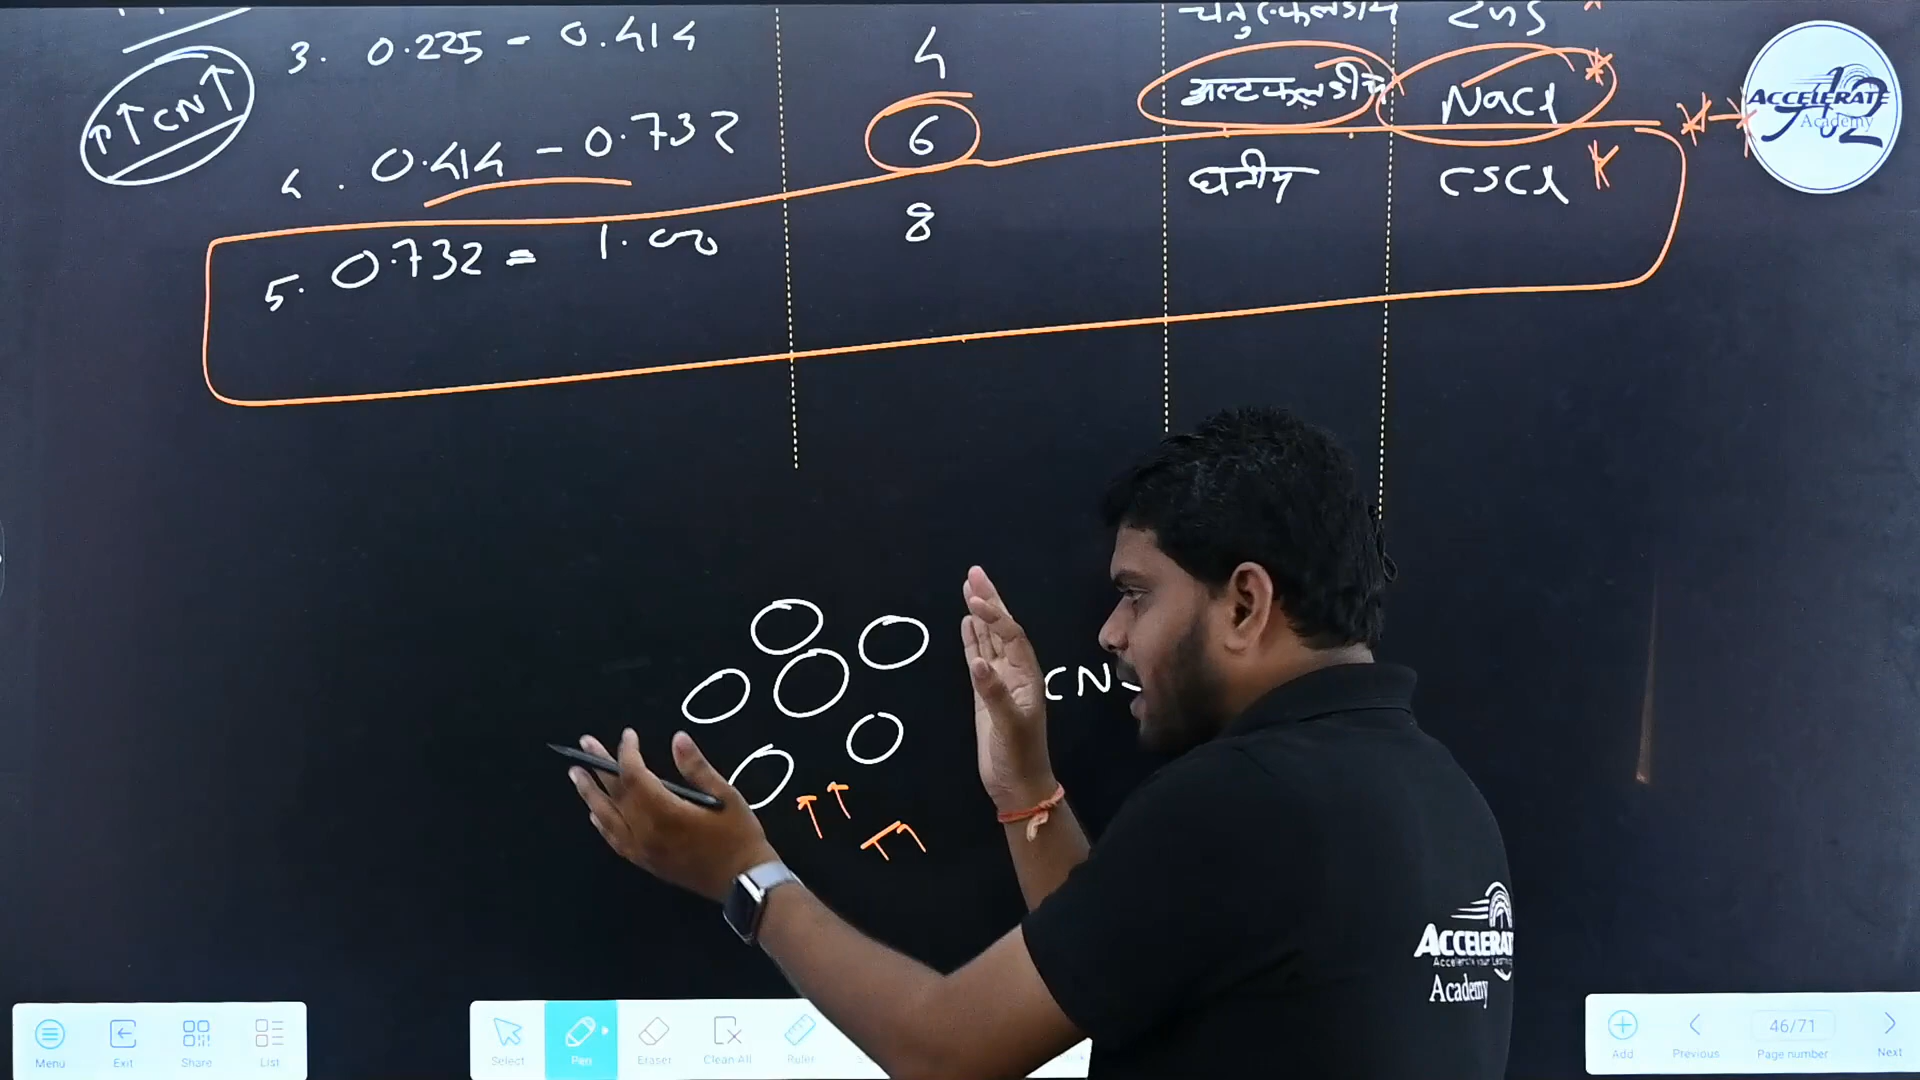 3. 0.225 - 0.414
4
चतुष्फलकीय
ZnS *
↑↑CN↑
4. 0.414 - 0.732
6
अष्टफलकीय
NaCl *
5. 0.732 = 1.00
8
घनीय
CsCl *
ACCELERATE
Academy
CN-
ACCELERAT
Academy
Menu
Exit
Share
List
Select
Pen
Eraser
Clean All
Ruler
Add
Previous
46/71
Page number
Next